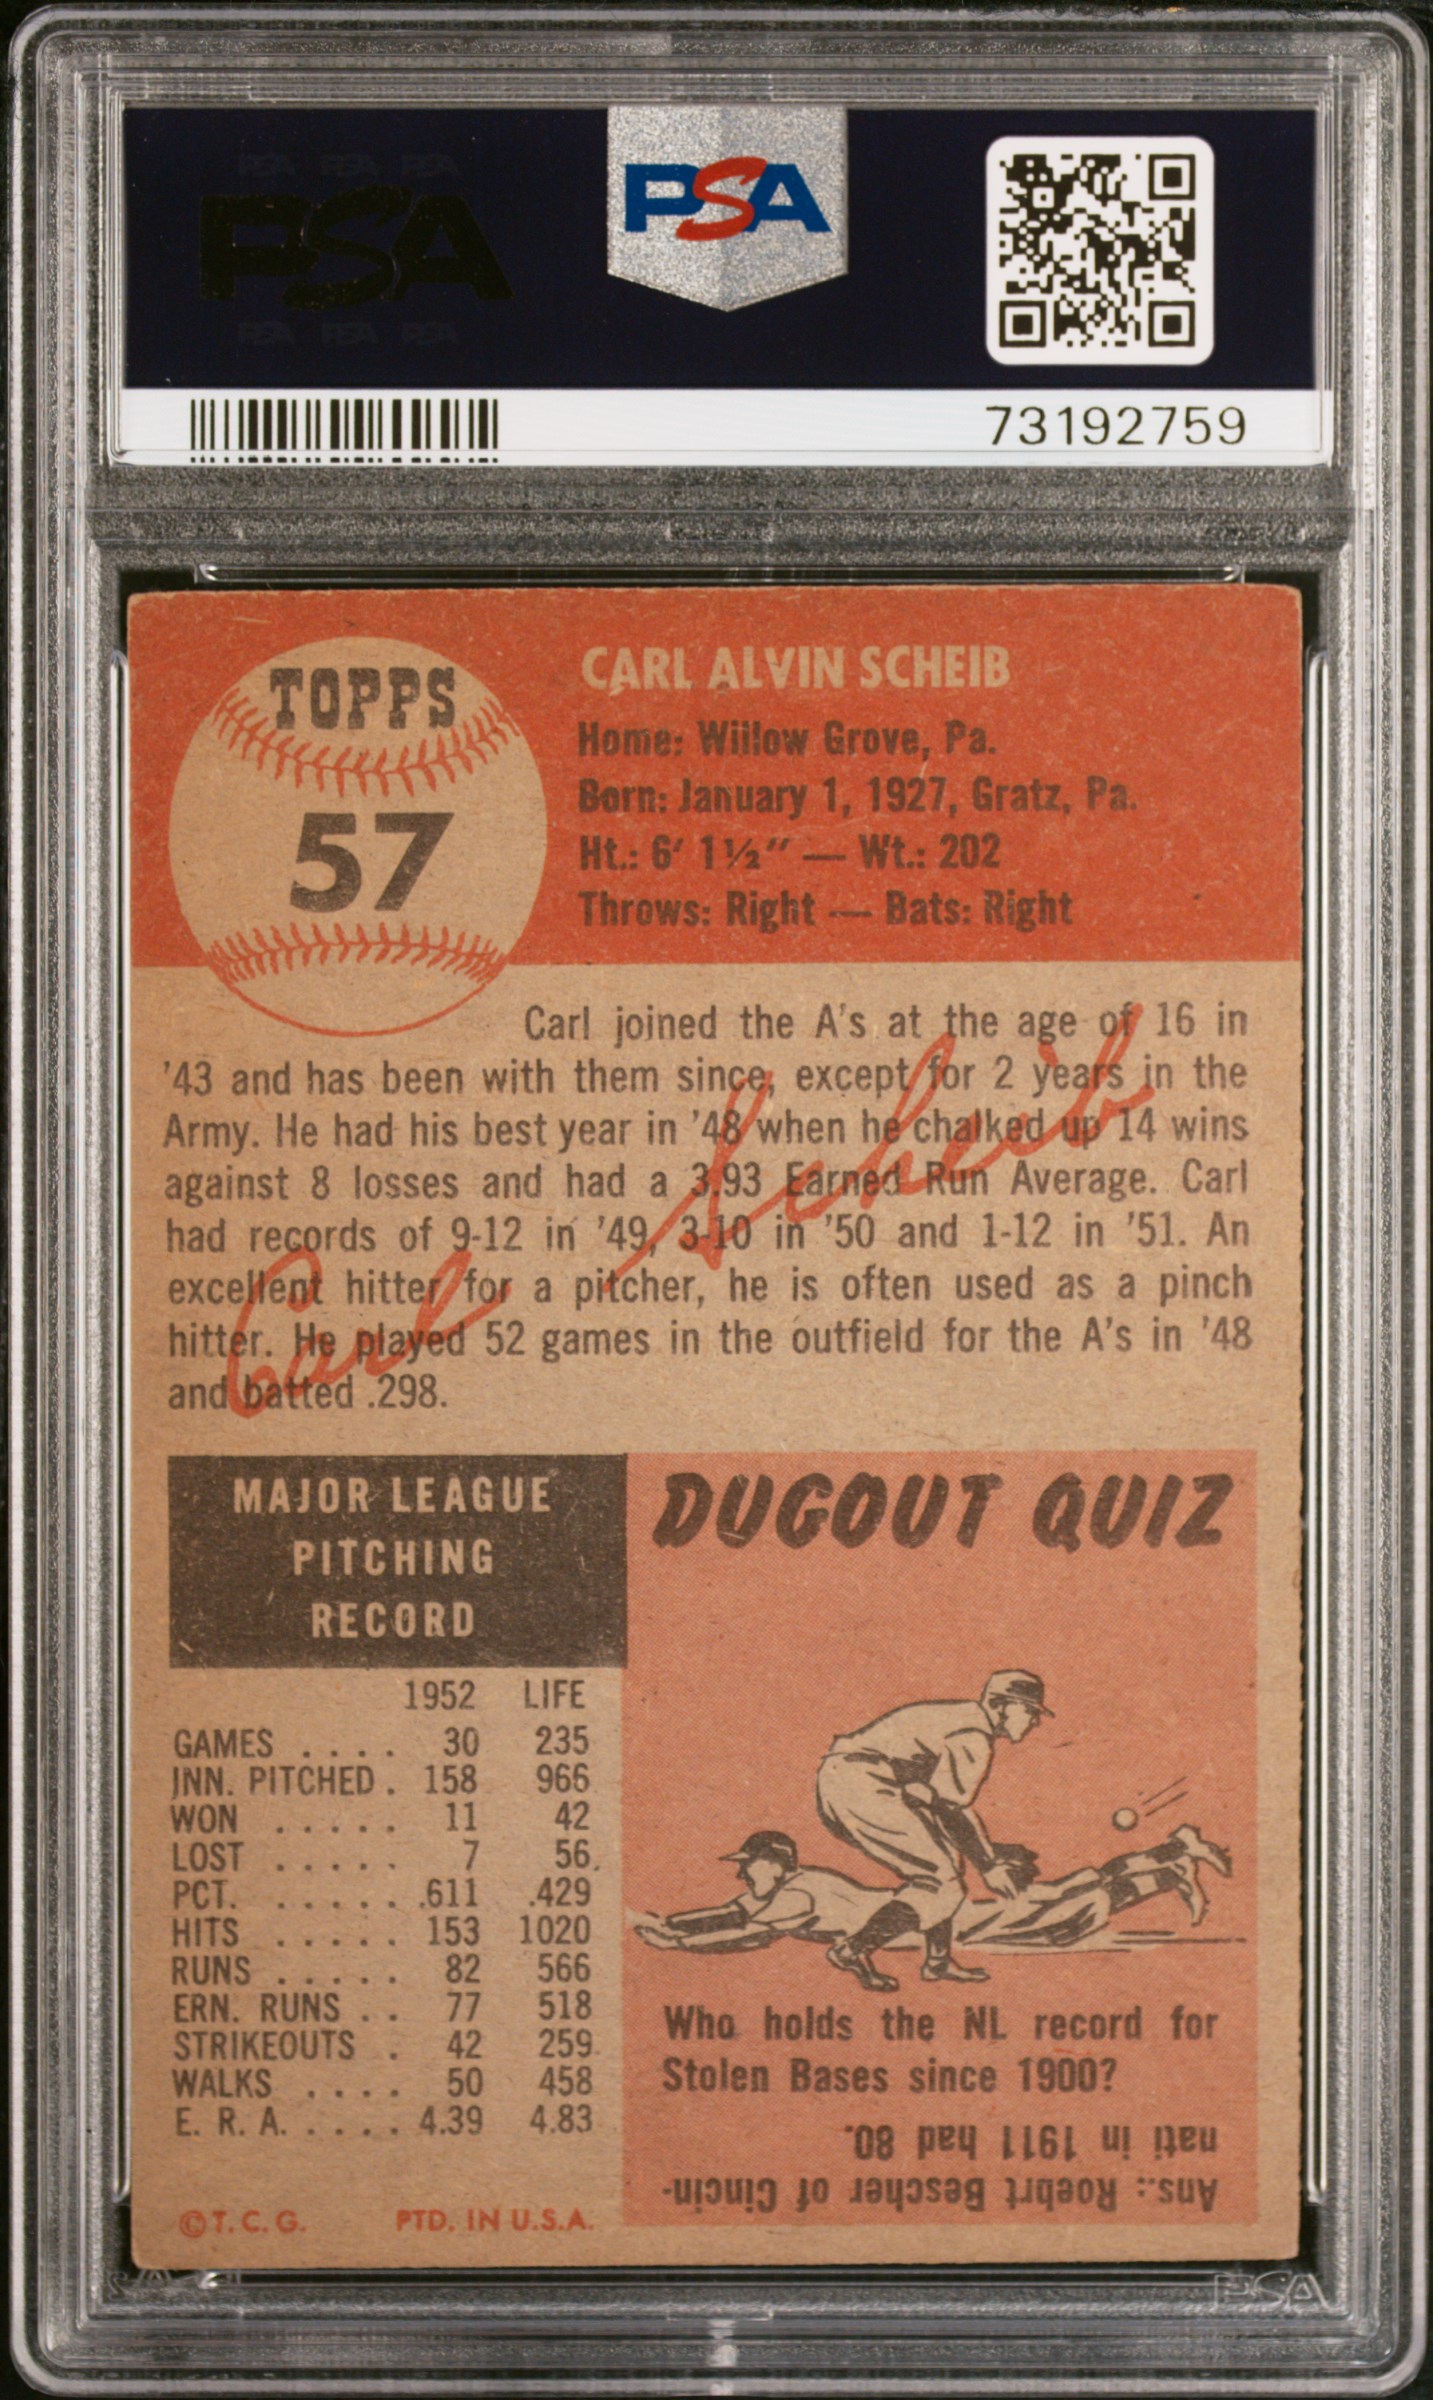 PSA PSA PSA
PSA
PSA PSA PSA
PSA
73192759
TOPPS
57
CARL ALVIN SCHEIB
Home: Willow Grove, Pa.
Born: January 1, 1927, Gratz, Pa.
Ht.: 6′ 1½″ — Wt.: 202
Throws: Right — Bats: Right
Carl joined the A's at the age of 16 in
'43 and has been with them since, except for 2 years in the
Army. He had his best year in '48 when he chalked up 14 wins
against 8 losses and had a 3.93 Earned Run Average. Carl
had records of 9-12 in '49, 3-10 in '50 and 1-12 in '51. An
excellent hitter for a pitcher, he is often used as a pinch
hitter. He played 52 games in the outfield for the A's in '48
and batted .298.
Carl Scheib
MAJOR LEAGUE
PITCHING
RECORD
1952 LIFE
GAMES .... 30 235
INN. PITCHED . 158 966
WON ..... 11 42
LOST ..... 7 56
PCT. ..... .611 .429
HITS ..... 153 1020
RUNS ..... 82 566
ERN. RUNS .. 77 518
STRIKEOUTS . 42 259
WALKS .... 50 458
E. R. A. ..... 4.39 4.83
©T. C. G. PTD. IN U.S.A.
DUGOUT QUIZ
Who holds the NL record for
Stolen Bases since 1900?
Ans.: Roebrt Bescher of Cincin-
nati in 1911 had 80.
PSA